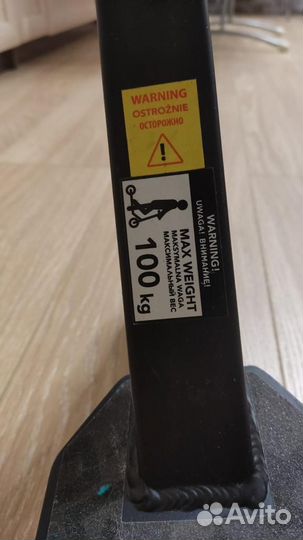 WARNING
OSTROŻNIE
ОСТОРОЖНО
WARNING!
UWAGA! ВНИМАНИЕ!
MAX WEIGHT
MAKSYMALNA WAGA
МАКСИМАЛЬНЫЙ ВЕС
100 kg
Avito